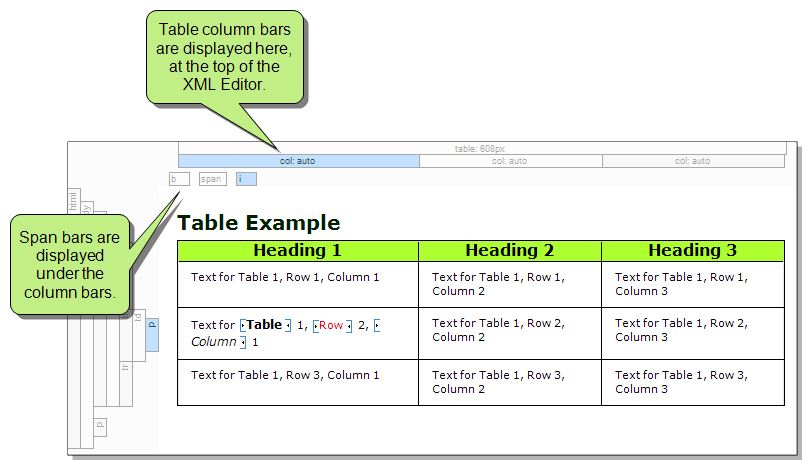 Table column bars
are displayed here,
at the top of the
XML Editor.
table: 608px
col: auto
col: auto
col: auto
b
span
i
html
Span bars are
displayed
under the
column bars.
td
P
tr
P
Table Example
Heading 1
Heading 2
Heading 3
Text for Table 1, Row 1, Column 1
Text for Table 1, Row 1,
Column 2
Text for Table 1, Row 1,
Column 3
Text for Table 1, Row 2,
Column 1
Text for Table 1, Row 2,
Column 2
Text for Table 1, Row 2,
Column 3
Text for Table 1, Row 3, Column 1
Text for Table 1, Row 3,
Column 2
Text for Table 1, Row 3,
Column 3